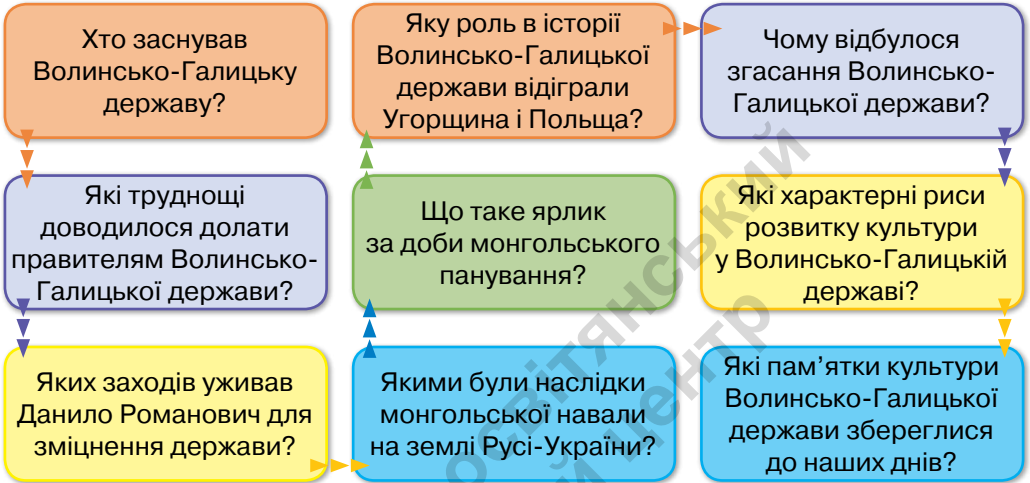 Хто заснував
Волинсько-Галицьку
державу?
Які труднощі
доводилося долати
правителям Волинсько-
Галицької держави?
Яких заходів уживав
Данило Романович для
зміцнення держави?
Якими були наслідки
монгольської навали
на землі Русі-України?
Що таке ярлик
за доби монгольського
панування?
Яку роль в історії
Волинсько-Галицької
держави відіграли
Угорщина і Польща?
Чому відбулося
згасання Волинсько-
Галицької держави?
Які характерні риси
розвитку культури
у Волинсько-Галицькій
державі?
Які пам’ятки культури
Волинсько-Галицької
держави збереглися
до наших днів?
освітянський
центр